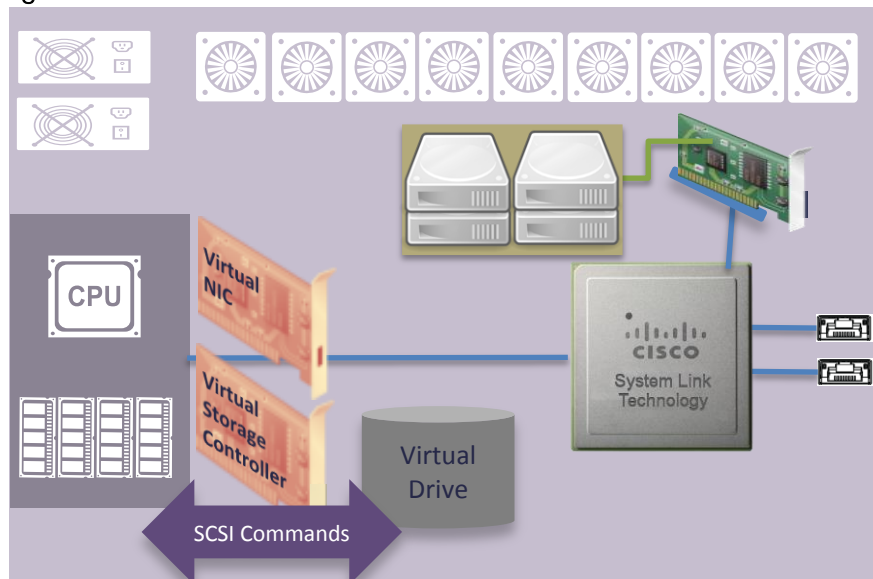 CPU
Virtual
NIC
Virtual
Storage
Controller
CISCO
System Link
Technology
Virtual
Drive
SCSI Commands